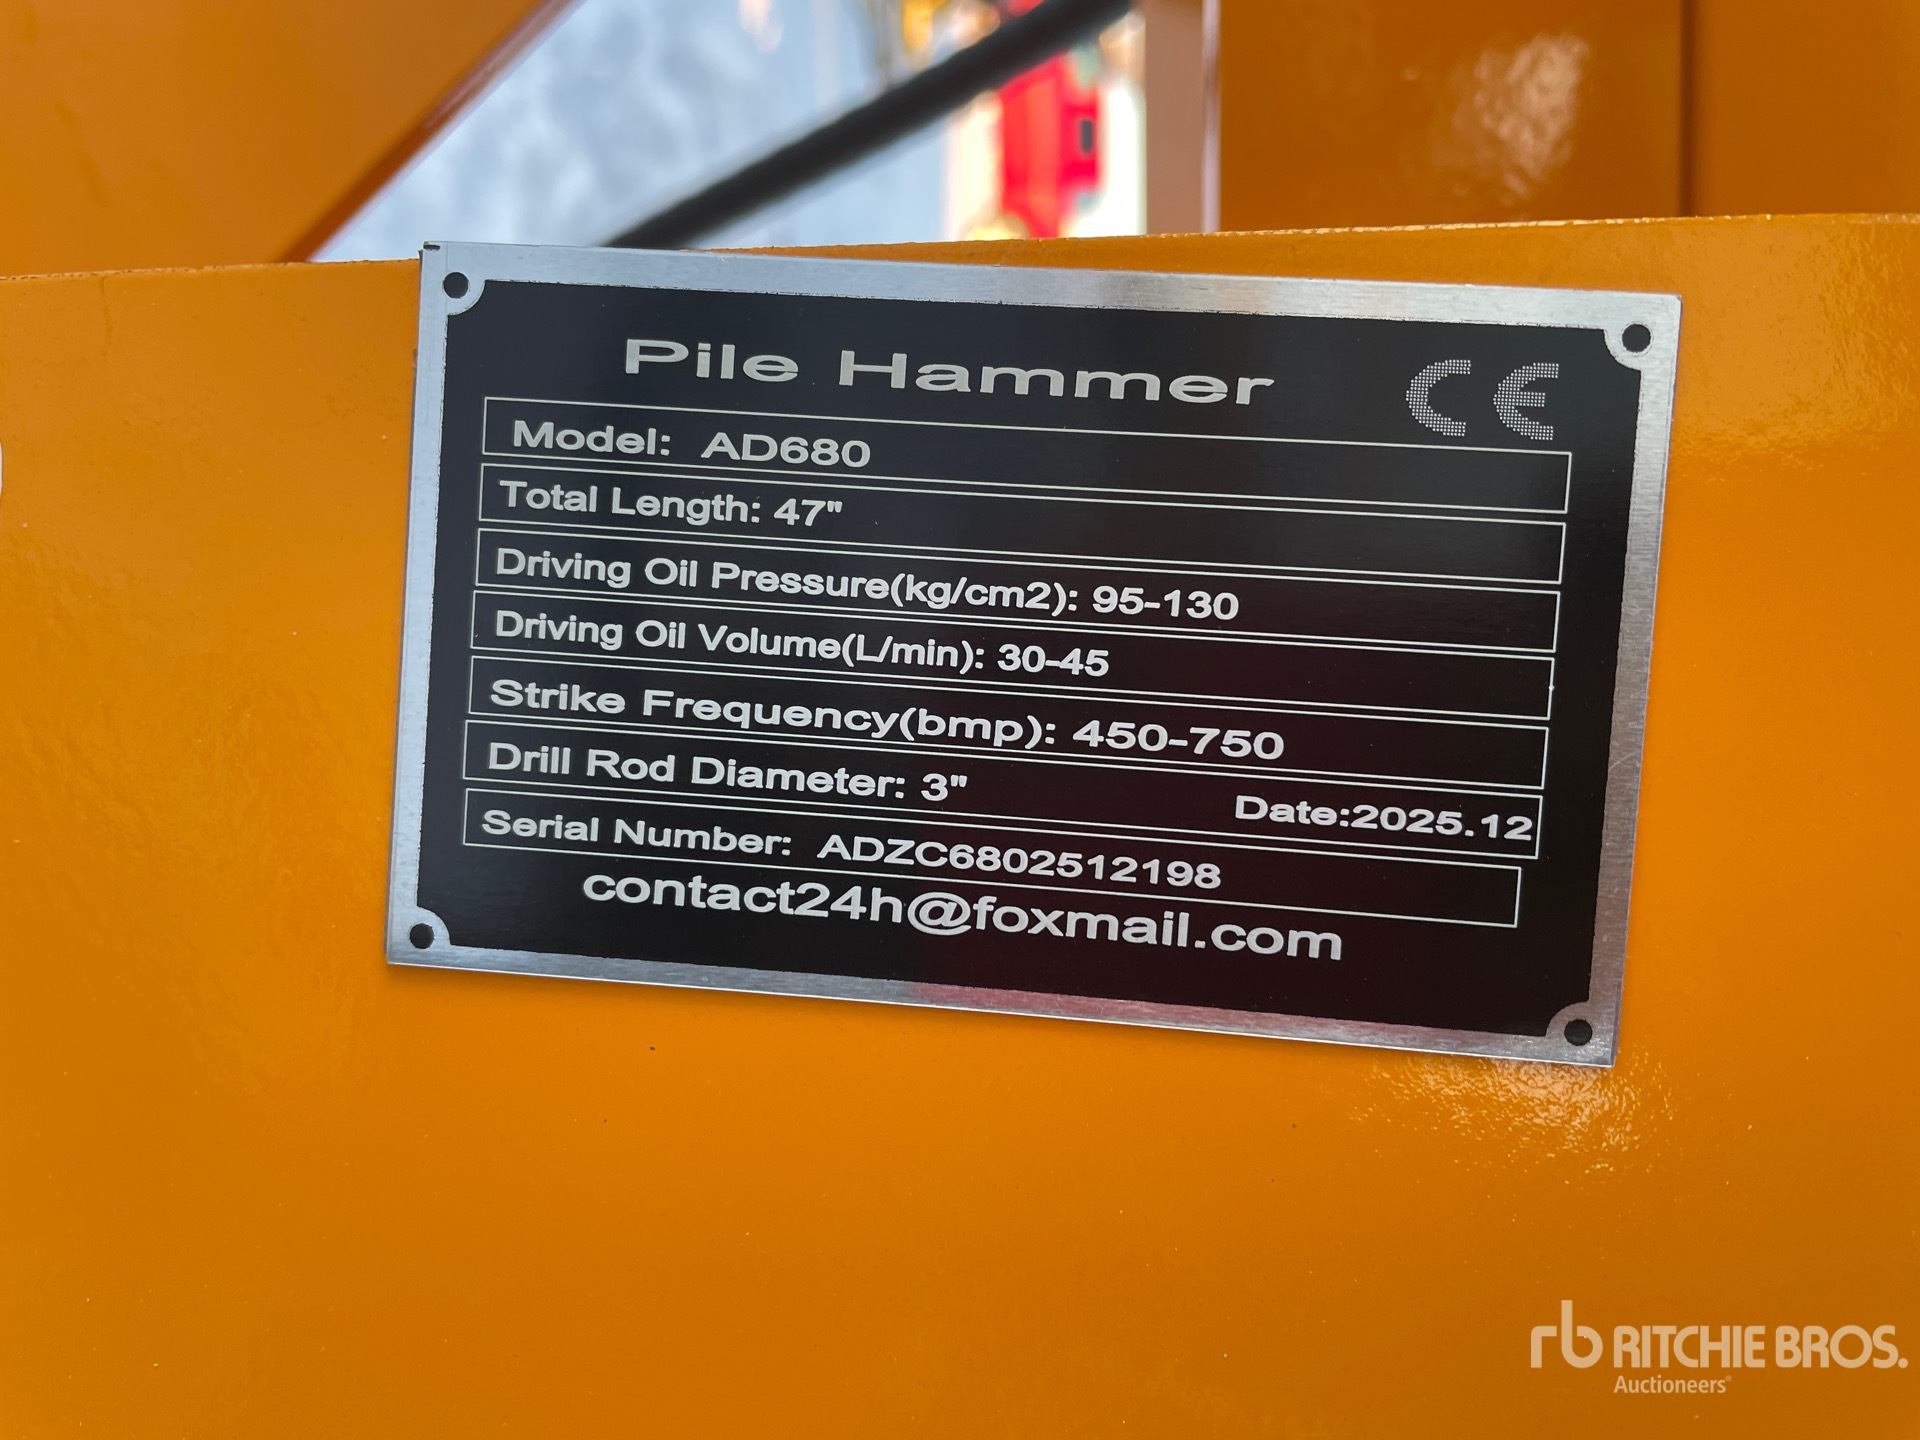 Pile Hammer
CE
Model: AD680
Total Length: 47"
Driving Oil Pressure(kg/cm2): 95-130
Driving Oil Volume(L/min): 30-45
Strike Frequency(bmp): 450-750
Drill Rod Diameter: 3"
Date:2025.12
Serial Number: ADZC6802512198
contact24h@foxmail.com
rb RITCHIE BROS.
Auctioneers®